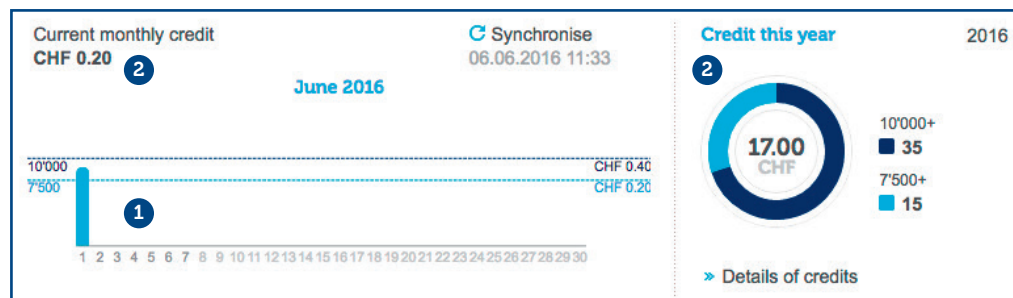 Current monthly credit
CHF 0.20
2
Synchronise
06.06.2016 11:33
June 2016
10'000
CHF 0.40
7'500
CHF 0.20
1
1 2 3 4 5 6 7 8 9 10 11 12 13 14 15 16 17 18 19 20 21 22 23 24 25 26 27 28 29 30
Credit this year
2016
2
17.00
CHF
10'000+
35
7'500+
15
» Details of credits